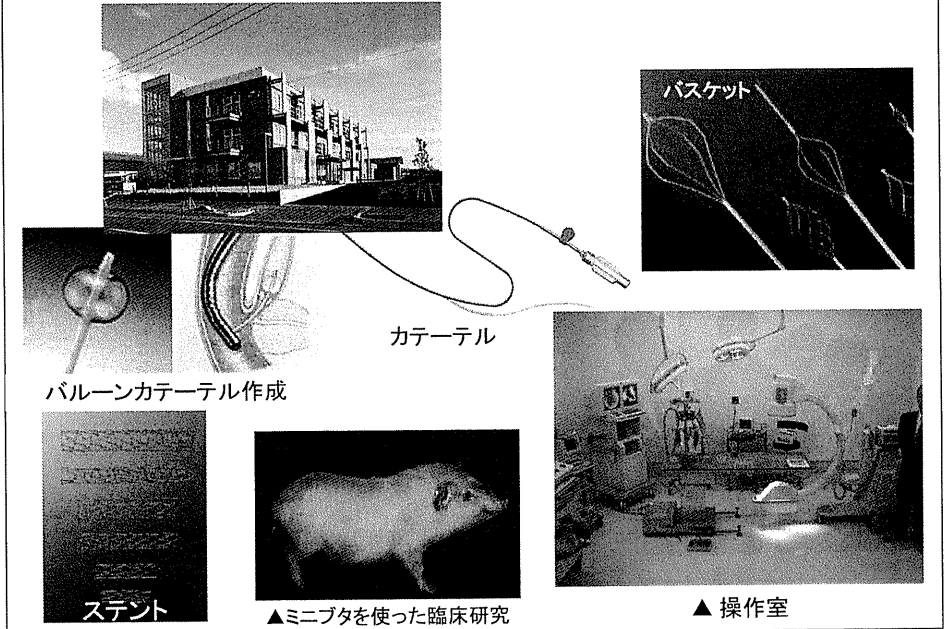 バスケット
カテーテル
バルーンカテーテル作成
ステント
▲ミニブタを使った臨床研究
▲ 操作室